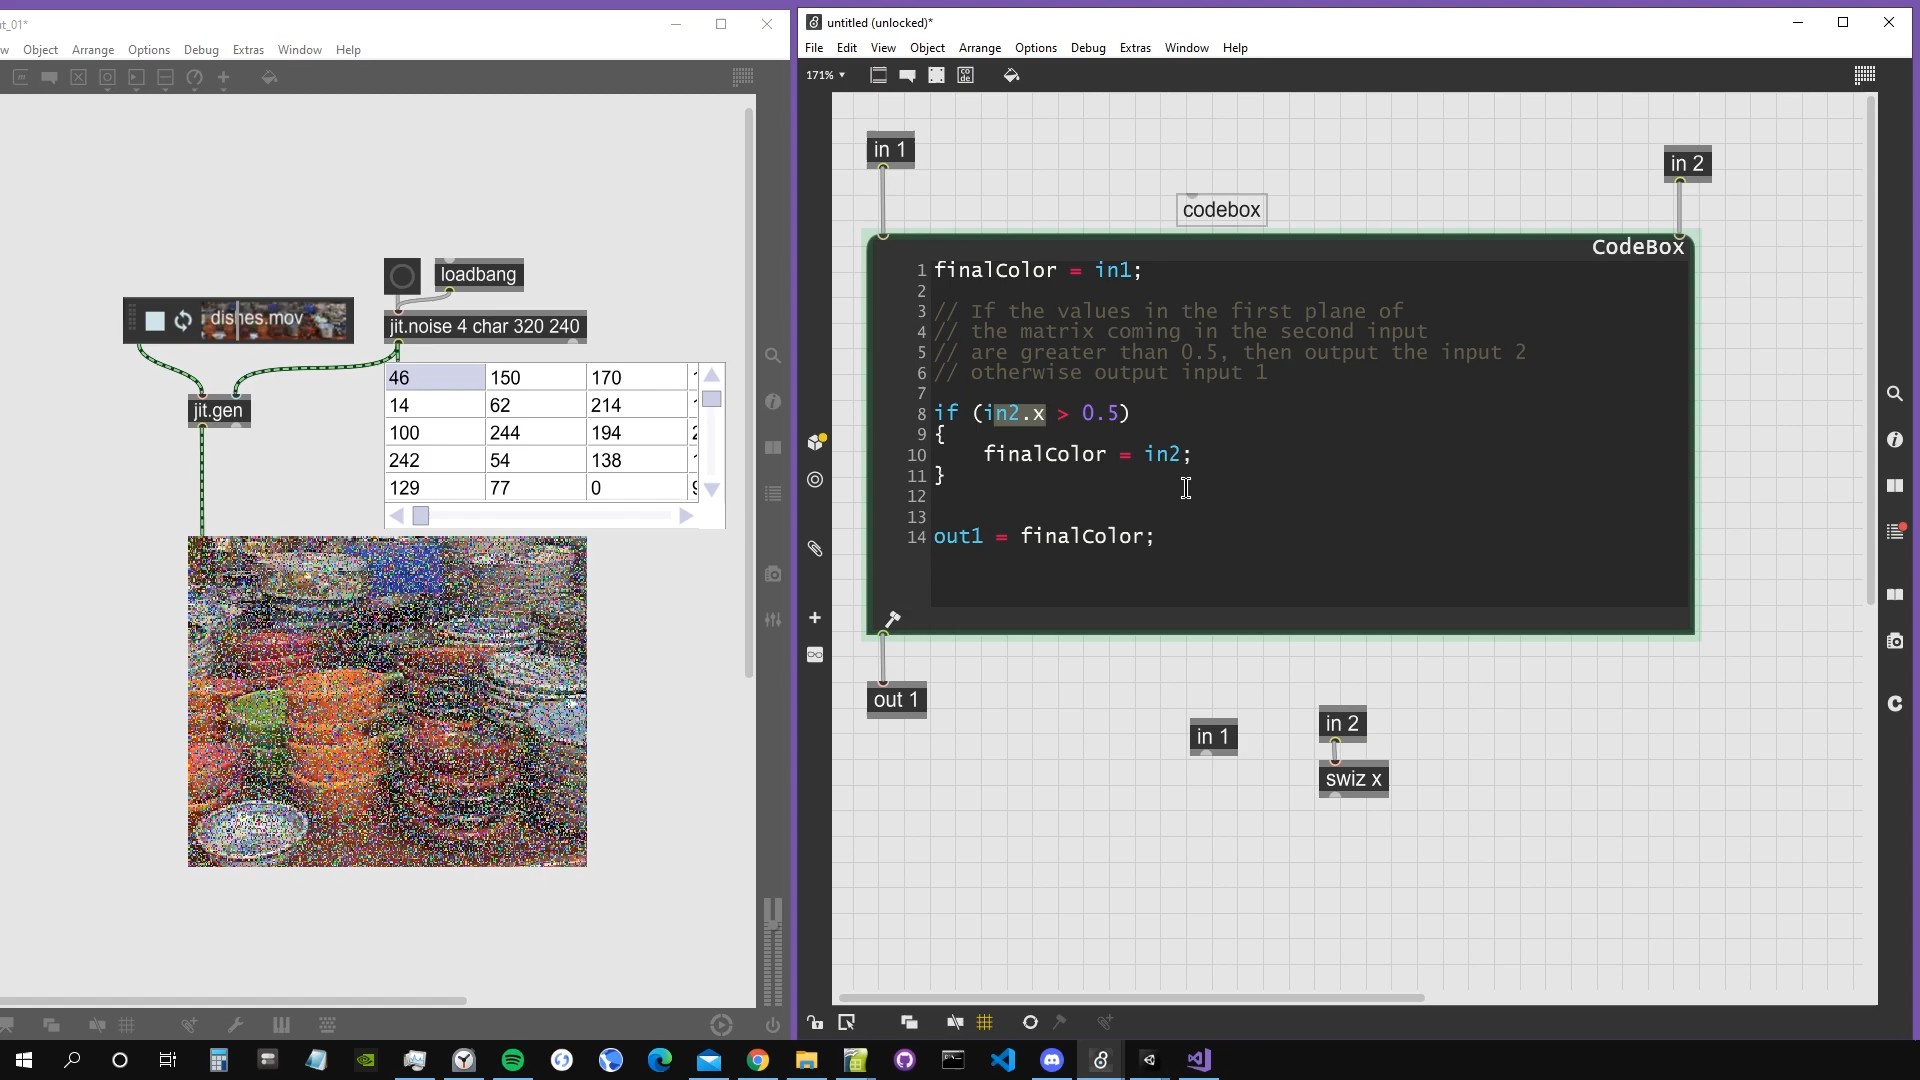 t_01*
w Object Arrange Options Debug Extras Window Help
loadbang
dishes.mov
jit.noise 4 char 320 240
46 150 170
14 62 214
100 244 194
242 54 138
129 77 0
jit.gen
untitled (unlocked)*
File Edit View Object Arrange Options Debug Extras Window Help
171%
in 1
in 2
codebox
CodeBox
1 finalColor = in1;
2
3 // If the values in the first plane of
4 // the matrix coming in the second input
5 // are greater than 0.5, then output the input 2
6 // otherwise output input 1
7
8 if (in2.x > 0.5)
9 {
10 finalColor = in2;
11 }
12
13
14 out1 = finalColor;
out 1
in 1
in 2
swiz x